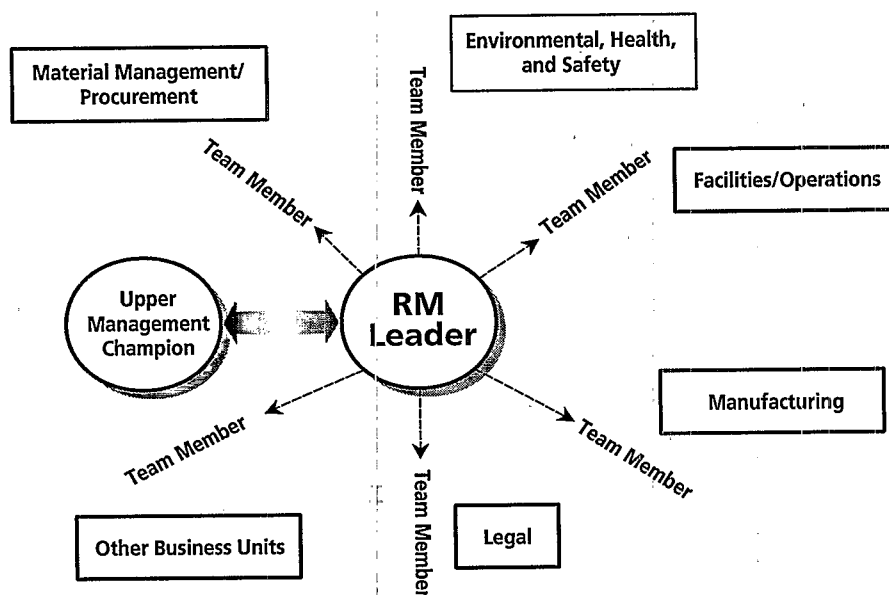 Material Management/
Procurement
Environmental, Health,
and Safety
Team Member
Team Member
Team Member
Facilities/Operations
Upper
Management
Champion
RM
Leader
Manufacturing
Team Member
Team Member
Team Member
Other Business Units
Legal